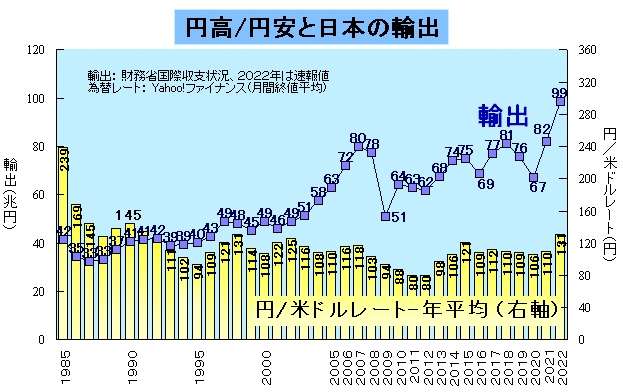 円高/円安と日本の輸出
輸出: 財務省国際収支状況、2022年は速報値
為替レート: Yahoo!ファイナンス(月間終値平均)
輸出
輸出(兆円)
120
100
80
60
40
20
0
円/米ドルレート(円)
360
320
280
240
200
160
120
80
40
0
42 35 33 33 37 41 41 42 39 39 40 43 49 48 45 49 46 49 51 58 63 72 80 78 51 64 63 62 68 74 75 69 77 81 76 67 82 99
239 169 145 145 111 102 94 109 121 131 114 108 122 125 116 108 110 116 118 103 94 88 80 80 98 106 121 109 112 110 109 106 110 131
円/米ドルレート-年平均(右軸)
1985 1990 1995 2000 2005 2006 2007 2008 2009 2010 2011 2012 2013 2014 2015 2016 2017 2018 2019 2020 2021 2022